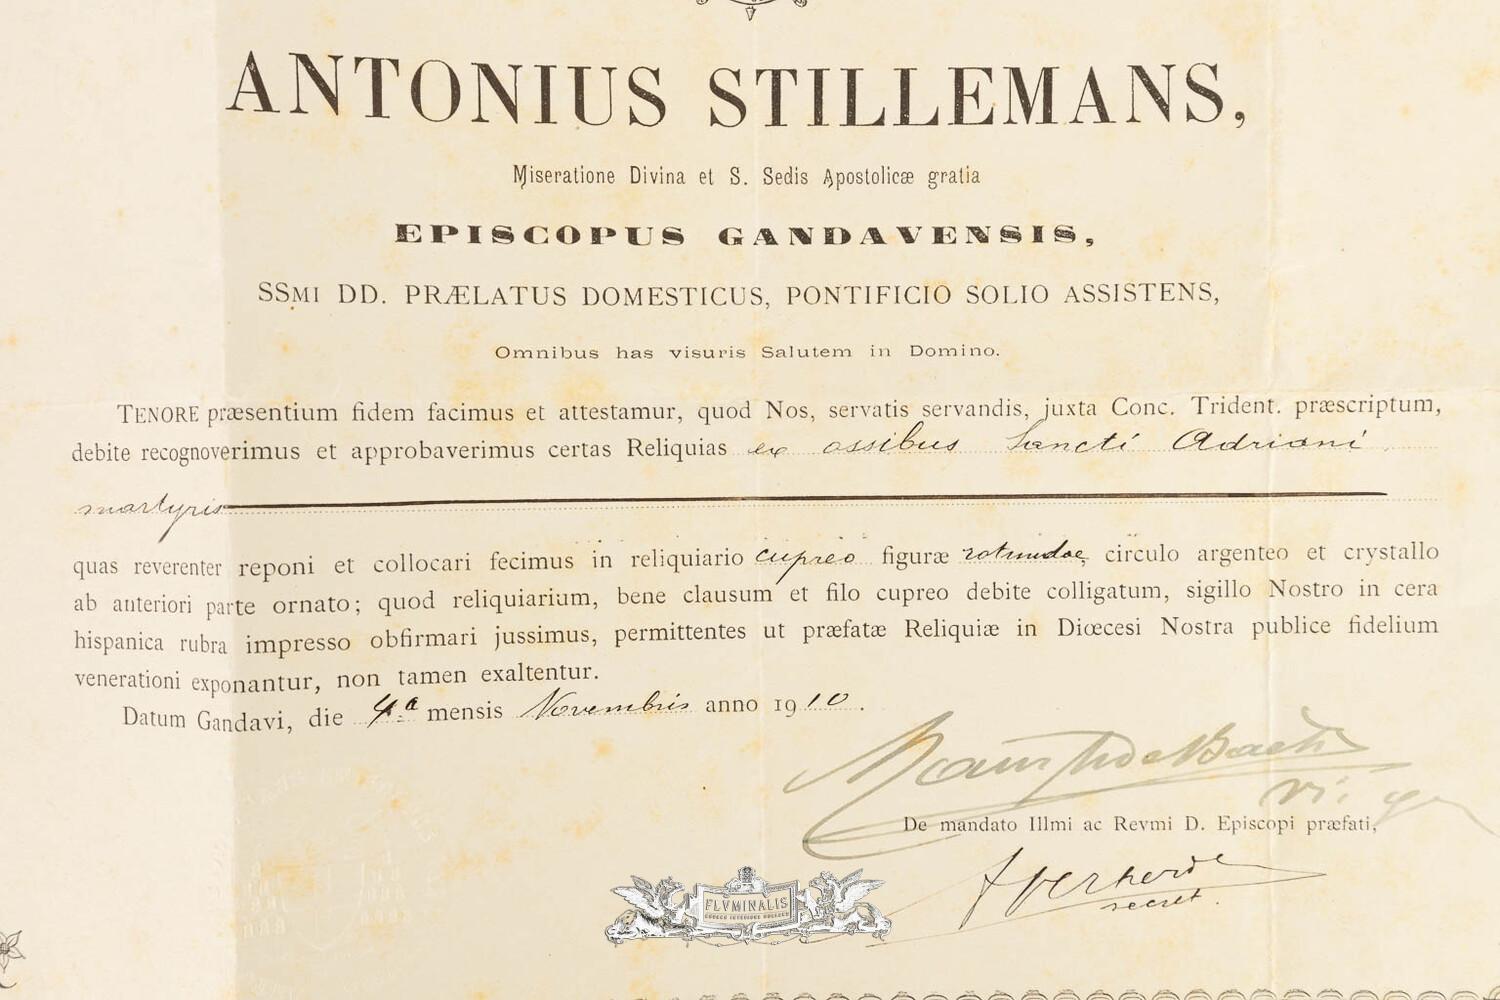 ANTONIUS STILLEMANS,
Miseratione Divina et S. Sedis Apostolicæ gratia
EPISCOPUS GANDAVENSIS,
SSMI DD. PRÆLATUS DOMESTICUS, PONTIFICIO SOLIO ASSISTENS,
Omnibus has visuris Salutem in Domino.
TENORE præsentium fidem facimus et attestamur, quod Nos, servatis servandis, juxta Conc. Trident. præscriptum,
debite recognoverimus et approbaverimus certas Reliquias ex ossibus Sancti Adriani
martyris
quas reverenter reponi et collocari fecimus in reliquiario cupreo figuræ rotundae, circulo argenteo et crystallo
ab anteriori parte ornato; quod reliquiarium, bene clausum et filo cupreo debite colligatum, sigillo Nostro in cera
hispanica rubra impresso obfirmari jussimus, permittentes ut præfatæ Reliquiæ in Diœcesi Nostra publice fidelium
venerationi exponantur, non tamen exaltentur.
Datum Gandavi, die 4.a mensis Novembris anno 1910.
De mandato Illmi ac Revmi D. Episcopi præfati,
secret.
FLVMINALIS